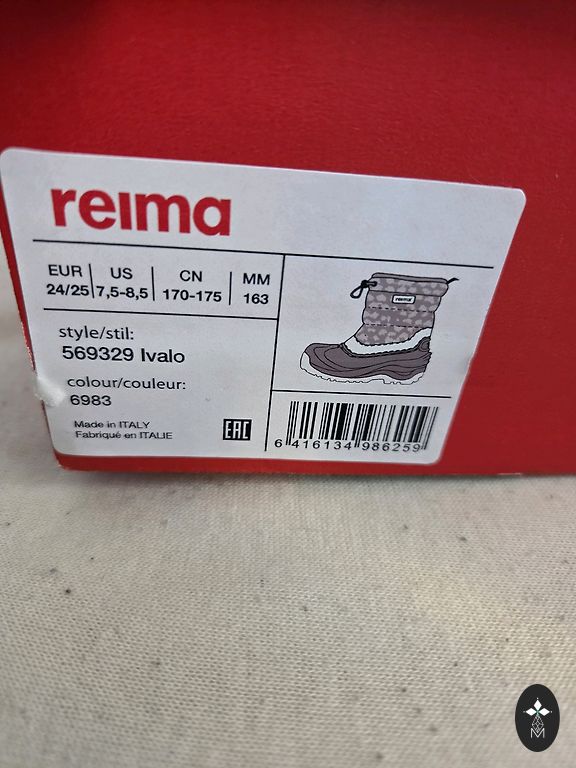 reima
EUR US CN MM
24/25 7,5-8,5 170-175 163
style/stil:
569329 Ivalo
colour/couleur:
6983
Made in ITALY
Fabriqué en ITALIE
EAC
reima
6 416134 986259
M